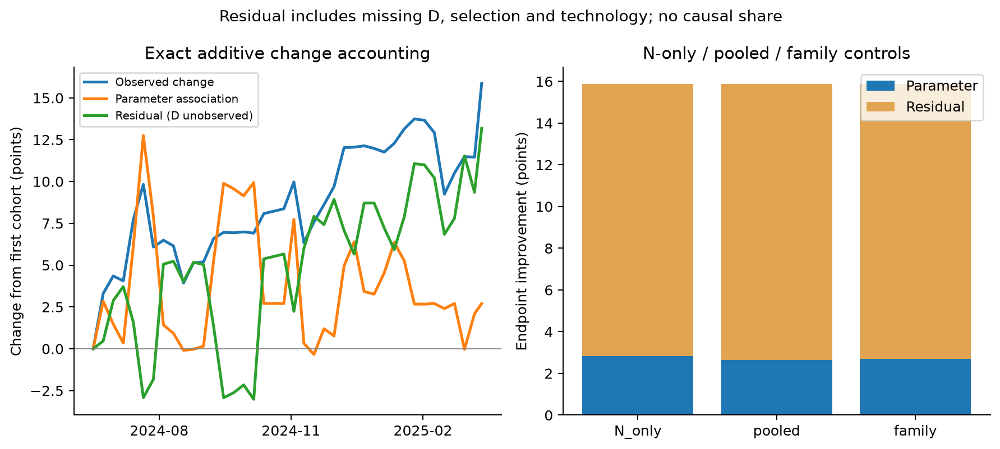 Residual includes missing D, selection and technology; no causal share
Exact additive change accounting
Observed change
Parameter association
Residual (D unobserved)
Change from first cohort (points)
15.0
12.5
10.0
7.5
5.0
2.5
0.0
−2.5
2024-08
2024-11
2025-02
N-only / pooled / family controls
Parameter
Residual
Endpoint improvement (points)
16
14
12
10
8
6
4
2
0
N_only
pooled
family